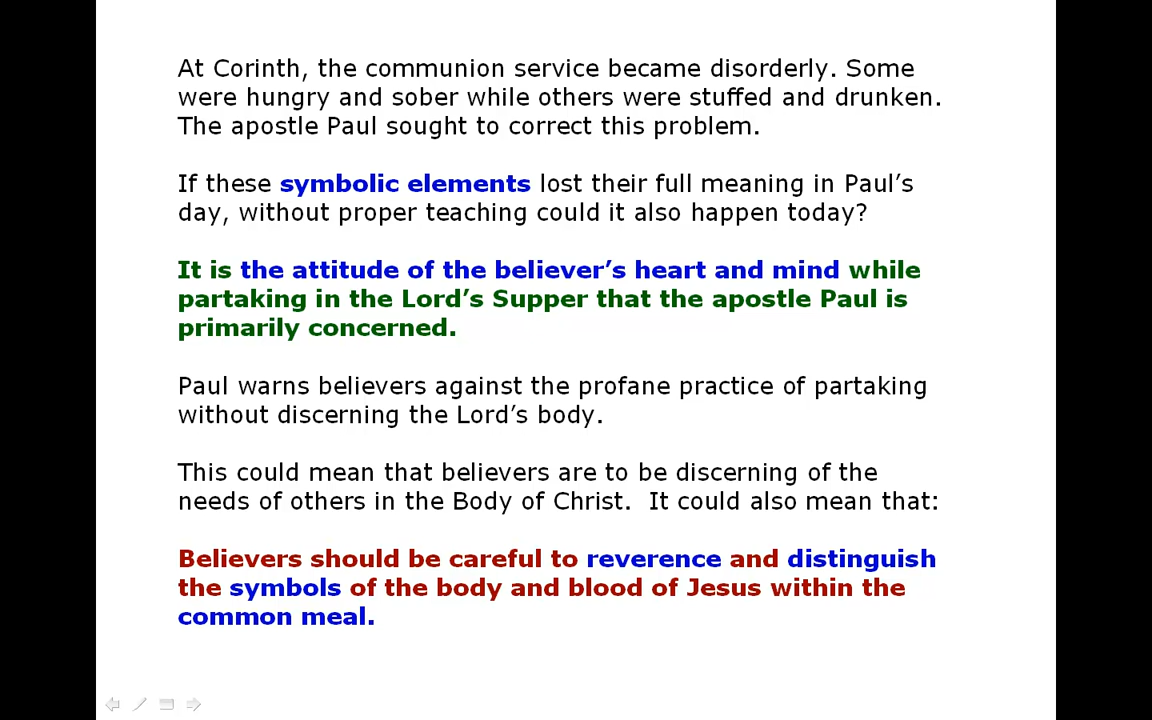 At Corinth, the communion service became disorderly. Some
were hungry and sober while others were stuffed and drunken.
The apostle Paul sought to correct this problem.
If these symbolic elements lost their full meaning in Paul’s
day, without proper teaching could it also happen today?
It is the attitude of the believer’s heart and mind while
partaking in the Lord’s Supper that the apostle Paul is
primarily concerned.
Paul warns believers against the profane practice of partaking
without discerning the Lord’s body.
This could mean that believers are to be discerning of the
needs of others in the Body of Christ.  It could also mean that:
Believers should be careful to reverence and distinguish
the symbols of the body and blood of Jesus within the
common meal.